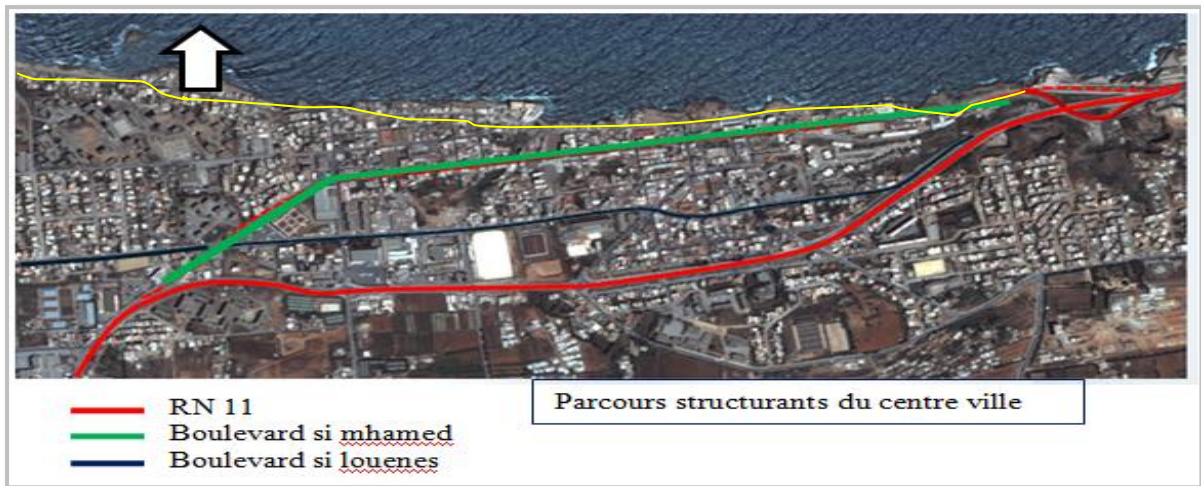 RN 11
Parcours structurants du centre ville
Boulevard si mhamed
Boulevard si louenes